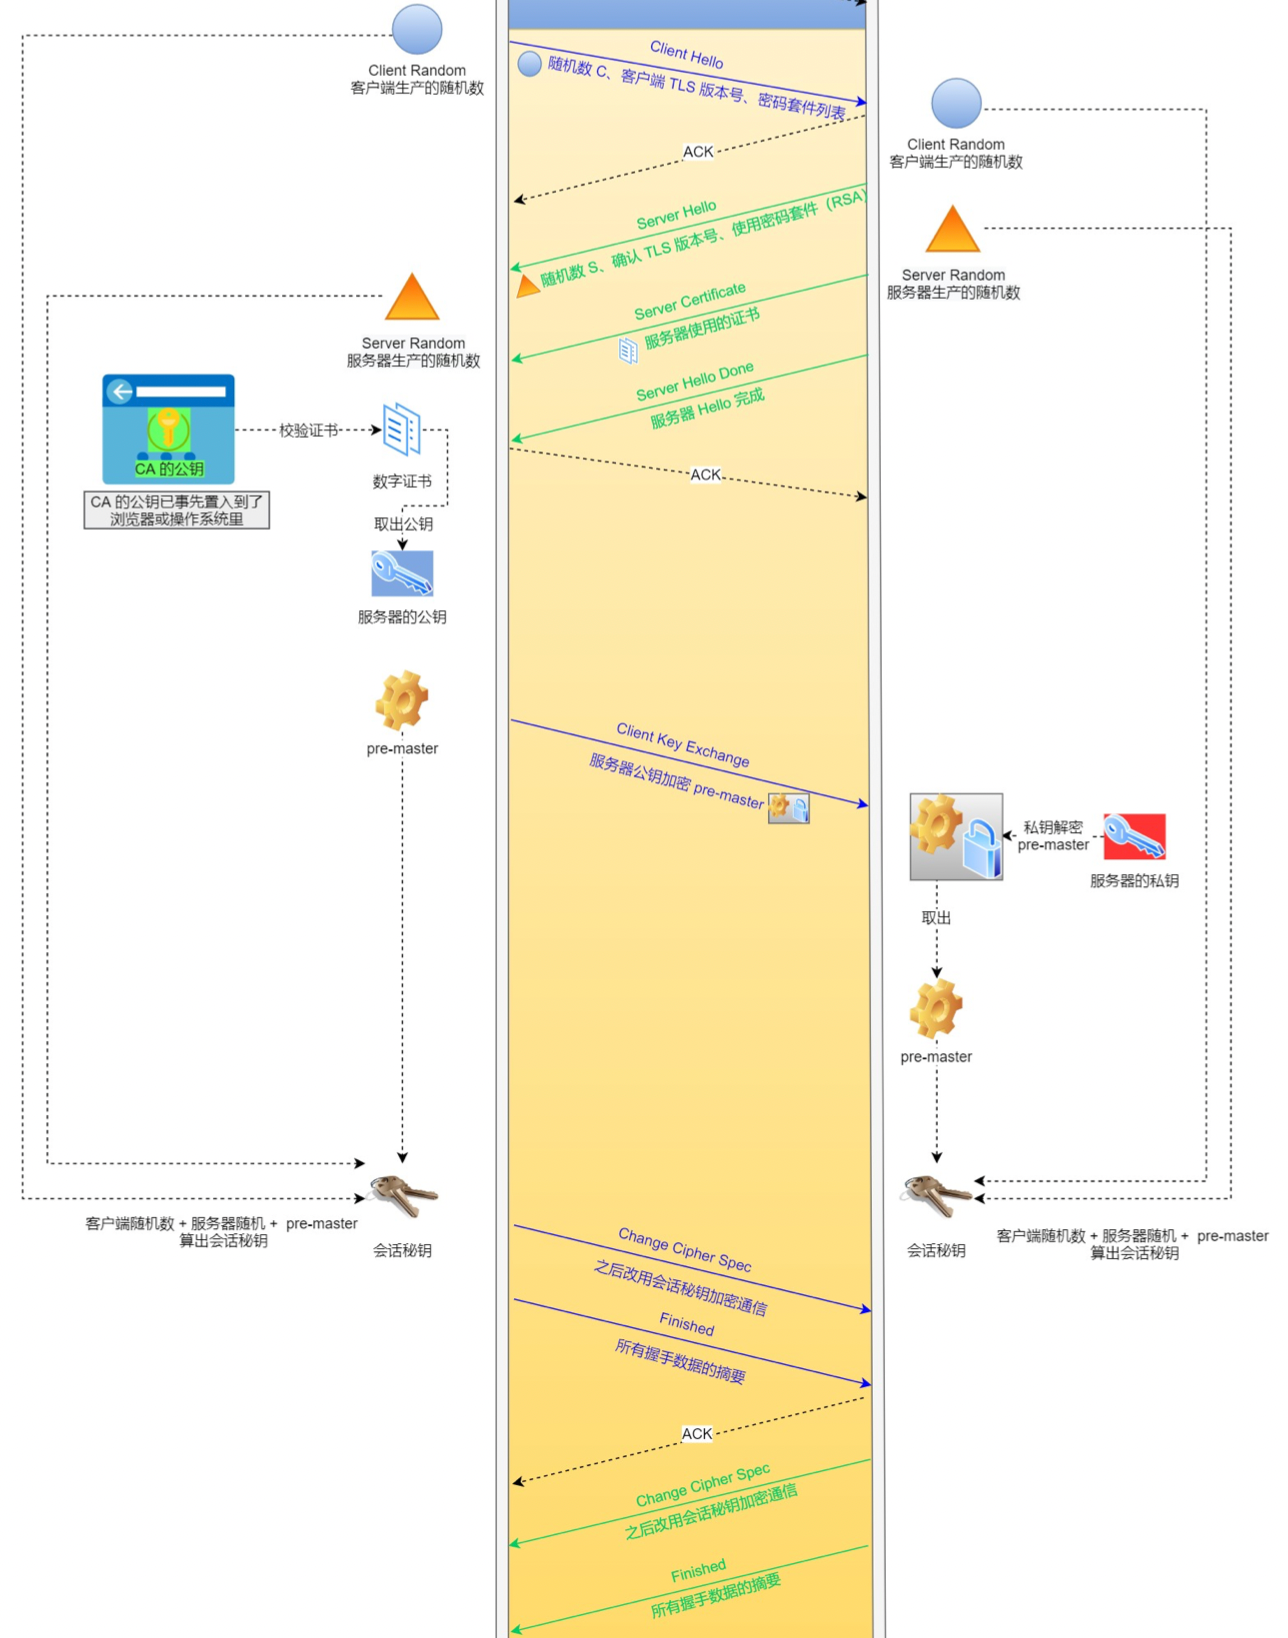 Client Random
客户端生产的随机数
Client Hello
随机数 C、客户端 TLS 版本号、密码套件列表
Client Random
客户端生产的随机数
ACK
Server Hello
随机数 S、确认 TLS 版本号、使用密码套件（RSA）
Server Random
服务器生产的随机数
Server Random
服务器生产的随机数
Server Certificate
服务器使用的证书
Server Hello Done
服务器 Hello 完成
CA 的公钥
校验证书
数字证书
CA 的公钥已事先置入到了
浏览器或操作系统里
取出公钥
服务器的公钥
ACK
pre-master
Client Key Exchange
服务器公钥加密 pre-master
私钥解密
pre-master
服务器的私钥
取出
pre-master
客户端随机数 + 服务器随机 + pre-master
算出会话秘钥
会话秘钥
会话秘钥
客户端随机数 + 服务器随机 + pre-master
算出会话秘钥
Change Cipher Spec
之后改用会话秘钥加密通信
Finished
所有握手数据的摘要
ACK
Change Cipher Spec
之后改用会话秘钥加密通信
Finished
所有握手数据的摘要